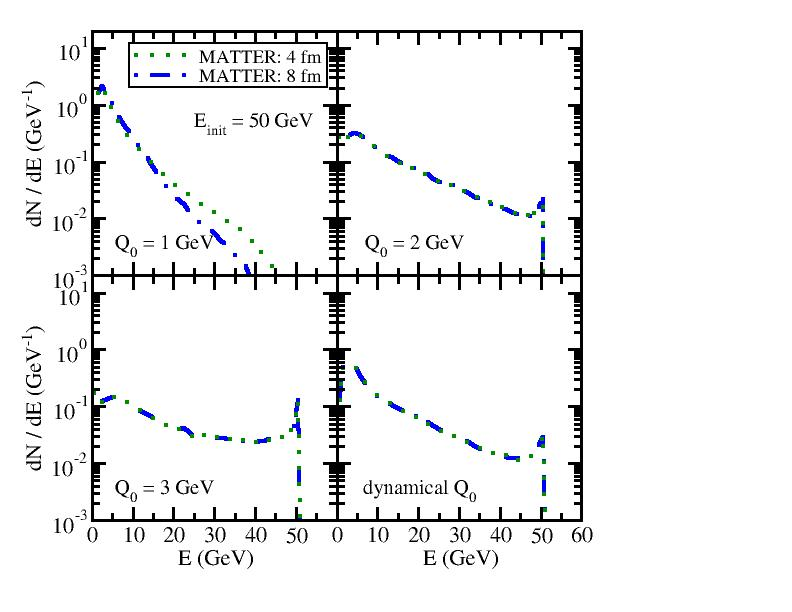 MATTER: 4 fm
MATTER: 8 fm
E_init = 50 GeV
dN / dE (GeV^-1)
10^1
10^0
10^-1
10^-2
10^-3
Q_0 = 1 GeV
Q_0 = 2 GeV
dN / dE (GeV^-1)
10^1
10^0
10^-1
10^-2
10^-3
Q_0 = 3 GeV
dynamical Q_0
0 10 20 30 40 50 0 10 20 30 40 50 60
E (GeV) E (GeV)